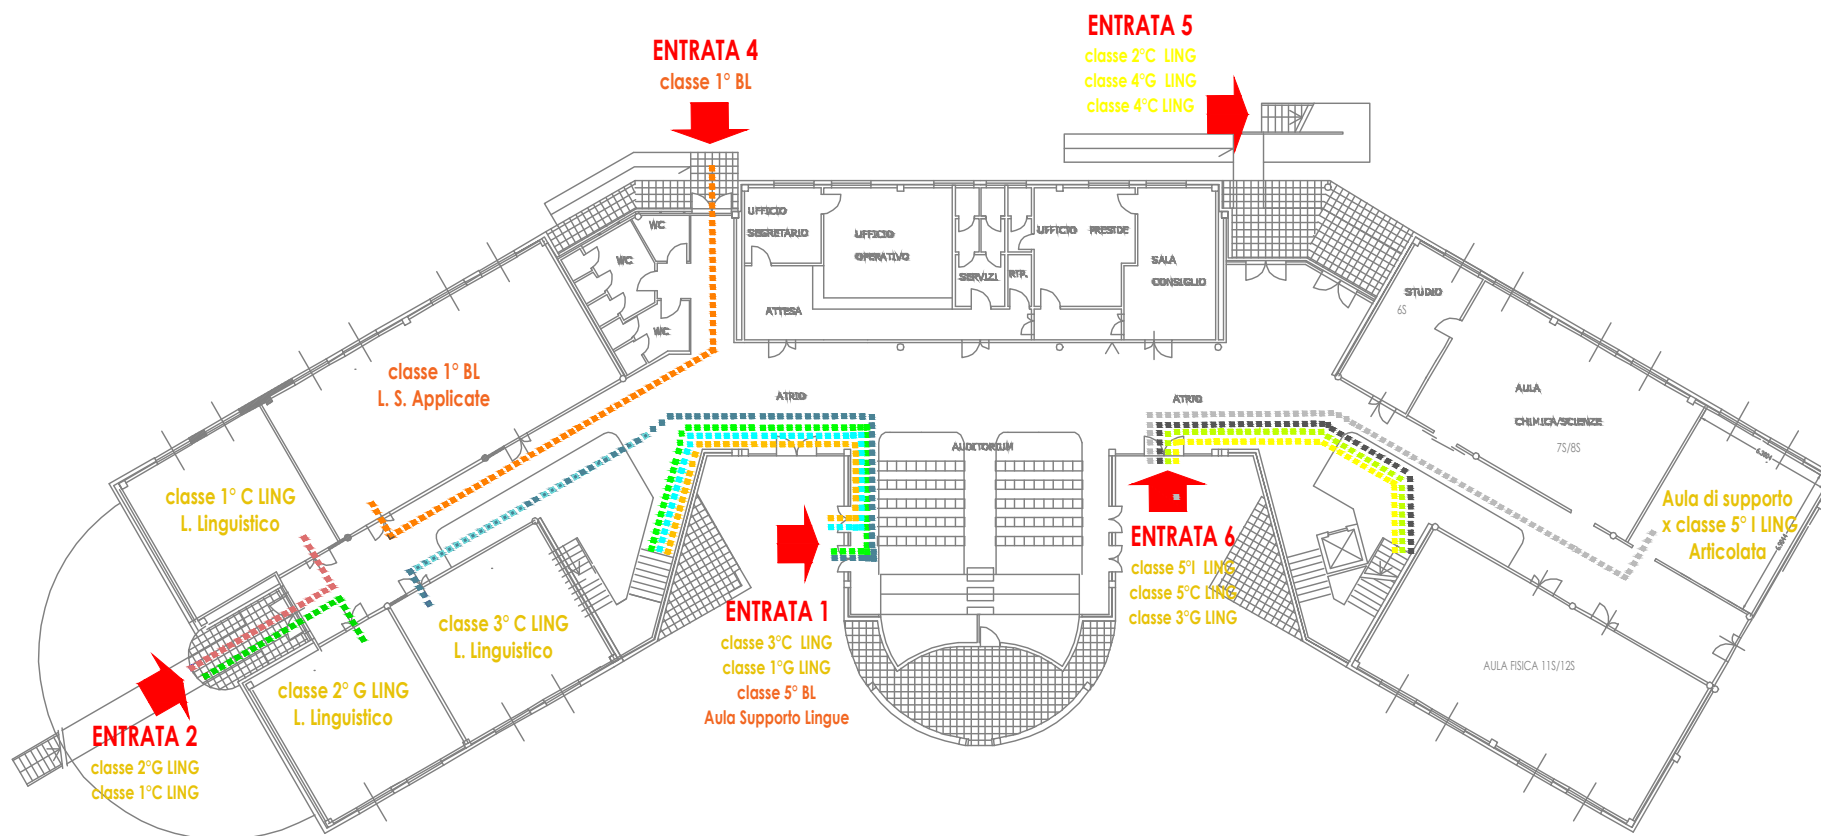 ENTRATA 5
classe 2°C LING
classe 4°G LING
classe 4°C LING
ENTRATA 4
classe 1° BL
WC
WC
WC
UFFICIO
SEGRETARIO
UFFICIO
OPERATIVO
ATTESA
SERVIZI
RIP.
UFFICIO PRESIDE
SALA
CONSIGLIO
STUDIO
6S
AULA
CHIMICA/SCIENZE
7S/8S
classe 1° BL
L. S. Applicate
ATRIO
ATRIO
AUDITORIUM
classe 1° C LING
L. Linguistico
Aula di supporto
x classe 5° I LING
Articolata
classe 3° C LING
L. Linguistico
classe 2° G LING
L. Linguistico
ENTRATA 1
classe 3°C LING
classe 1°G LING
classe 5° BL
Aula Supporto Lingue
ENTRATA 6
classe 5°I LING
classe 5°C LING
classe 3°G LING
AULA FISICA 11S/12S
ENTRATA 2
classe 2°G LING
classe 1°C LING